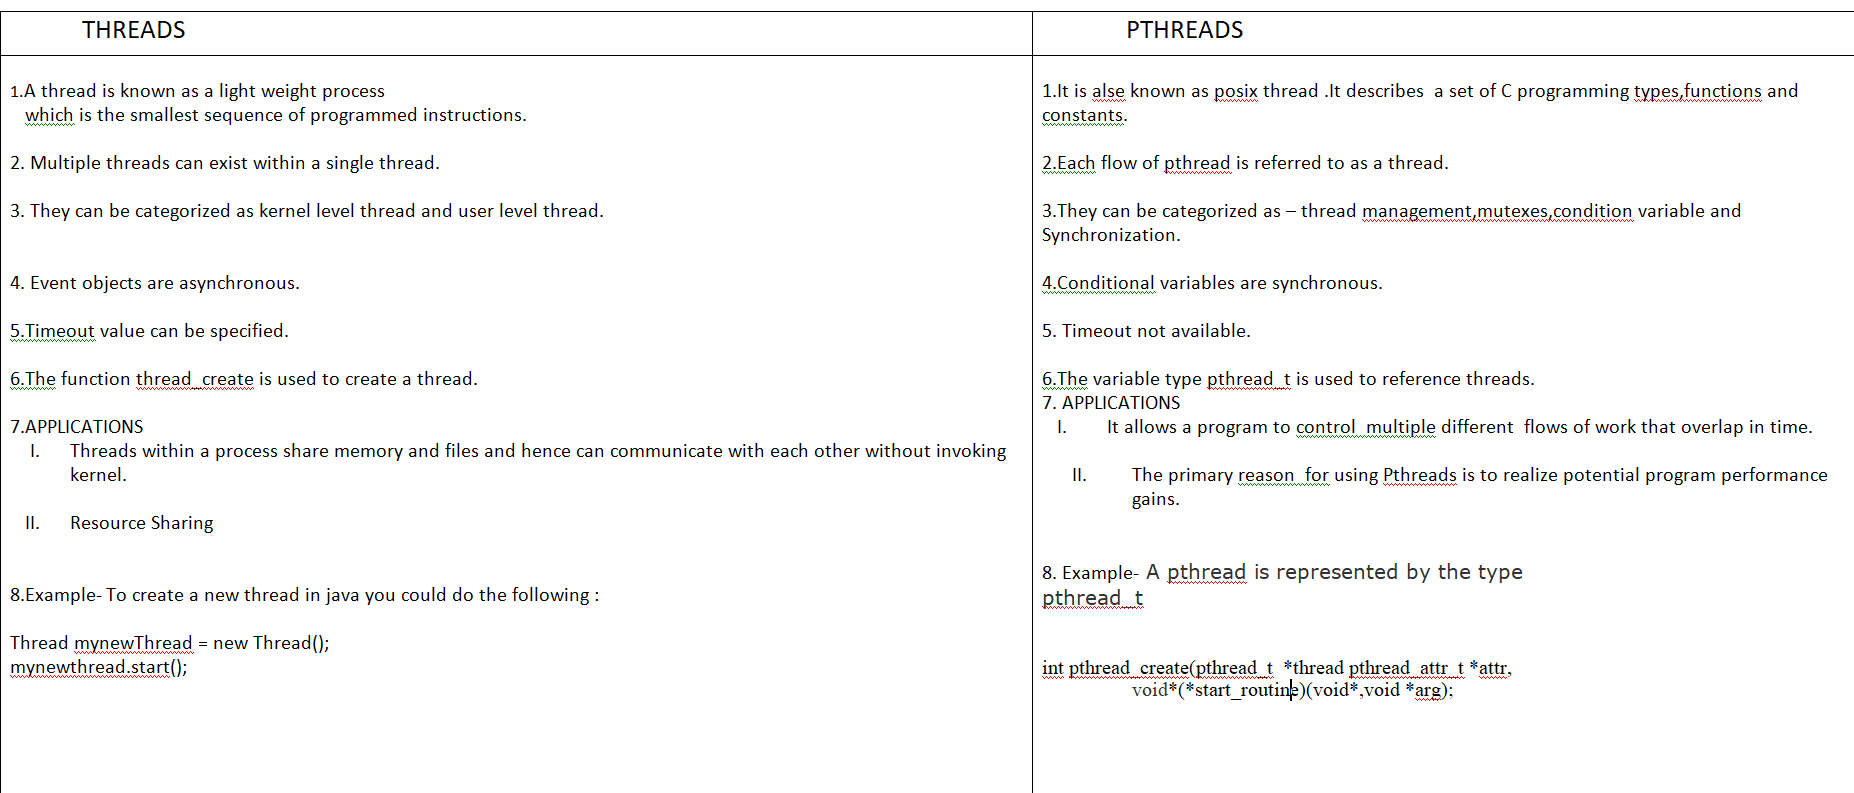 THREADS
1.A thread is known as a light weight process
which is the smallest sequence of programmed instructions.
2. Multiple threads can exist within a single thread.
3. They can be categorized as kernel level thread and user level thread.
4. Event objects are asynchronous.
5.Timeout value can be specified.
6.The function thread_create is used to create a thread.
7.APPLICATIONS
I. Threads within a process share memory and files and hence can communicate with each other without invoking
kernel.
II. Resource Sharing
8.Example- To create a new thread in java you could do the following :
Thread mynewThread = new Thread();
mynewthread.start();
PTHREADS
1.It is alse known as posix thread .It describes  a set of C programming types,functions and
constants.
2.Each flow of pthread is referred to as a thread.
3.They can be categorized as – thread management,mutexes,condition variable and
Synchronization.
4.Conditional variables are synchronous.
5. Timeout not available.
6.The variable type pthread_t is used to reference threads.
7. APPLICATIONS
I. It allows a program to control  multiple different  flows of work that overlap in time.
II. The primary reason  for using Pthreads is to realize potential program performance
gains.
8. Example- A pthread is represented by the type
pthread_t
int pthread_create(pthread_t  *thread pthread_attr_t *attr,
void*(*start_routine)(void*,void *arg);